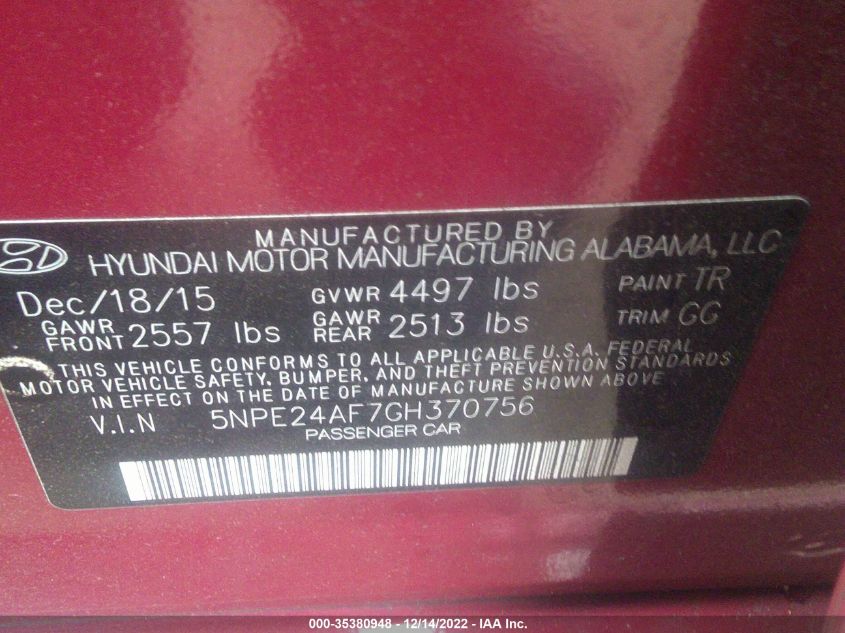 MANUFACTURED BY
HYUNDAI MOTOR MANUFACTURING ALABAMA, LLC
Dec/18/15 GVWR 4497 lbs PAINT TR
GAWR FRONT 2557 lbs GAWR REAR 2513 lbs TRIM GG
THIS VEHICLE CONFORMS TO ALL APPLICABLE U.S.A. FEDERAL
MOTOR VEHICLE SAFETY, BUMPER, AND THEFT PREVENTION STANDARDS
IN EFFECT ON THE DATE OF MANUFACTURE SHOWN ABOVE
V.I.N 5NPE24AF7GH370756
PASSENGER CAR
000-35380948 - 12/14/2022 - IAA Inc.